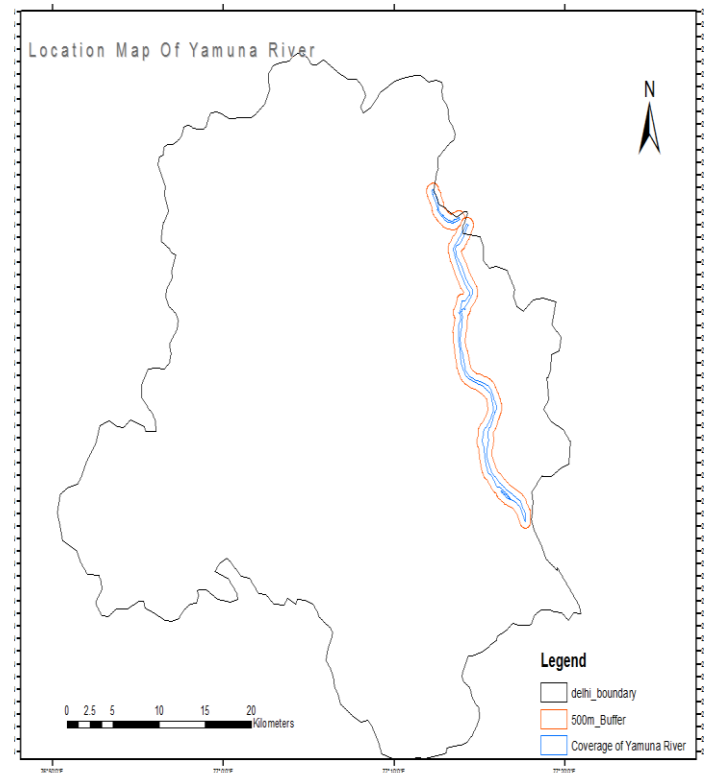 Location Map Of Yamuna River
N
Legend
delhi_boundary
500m_Buffer
Coverage of Yamuna River
0 2.5 5 10 15 20
Kilometers